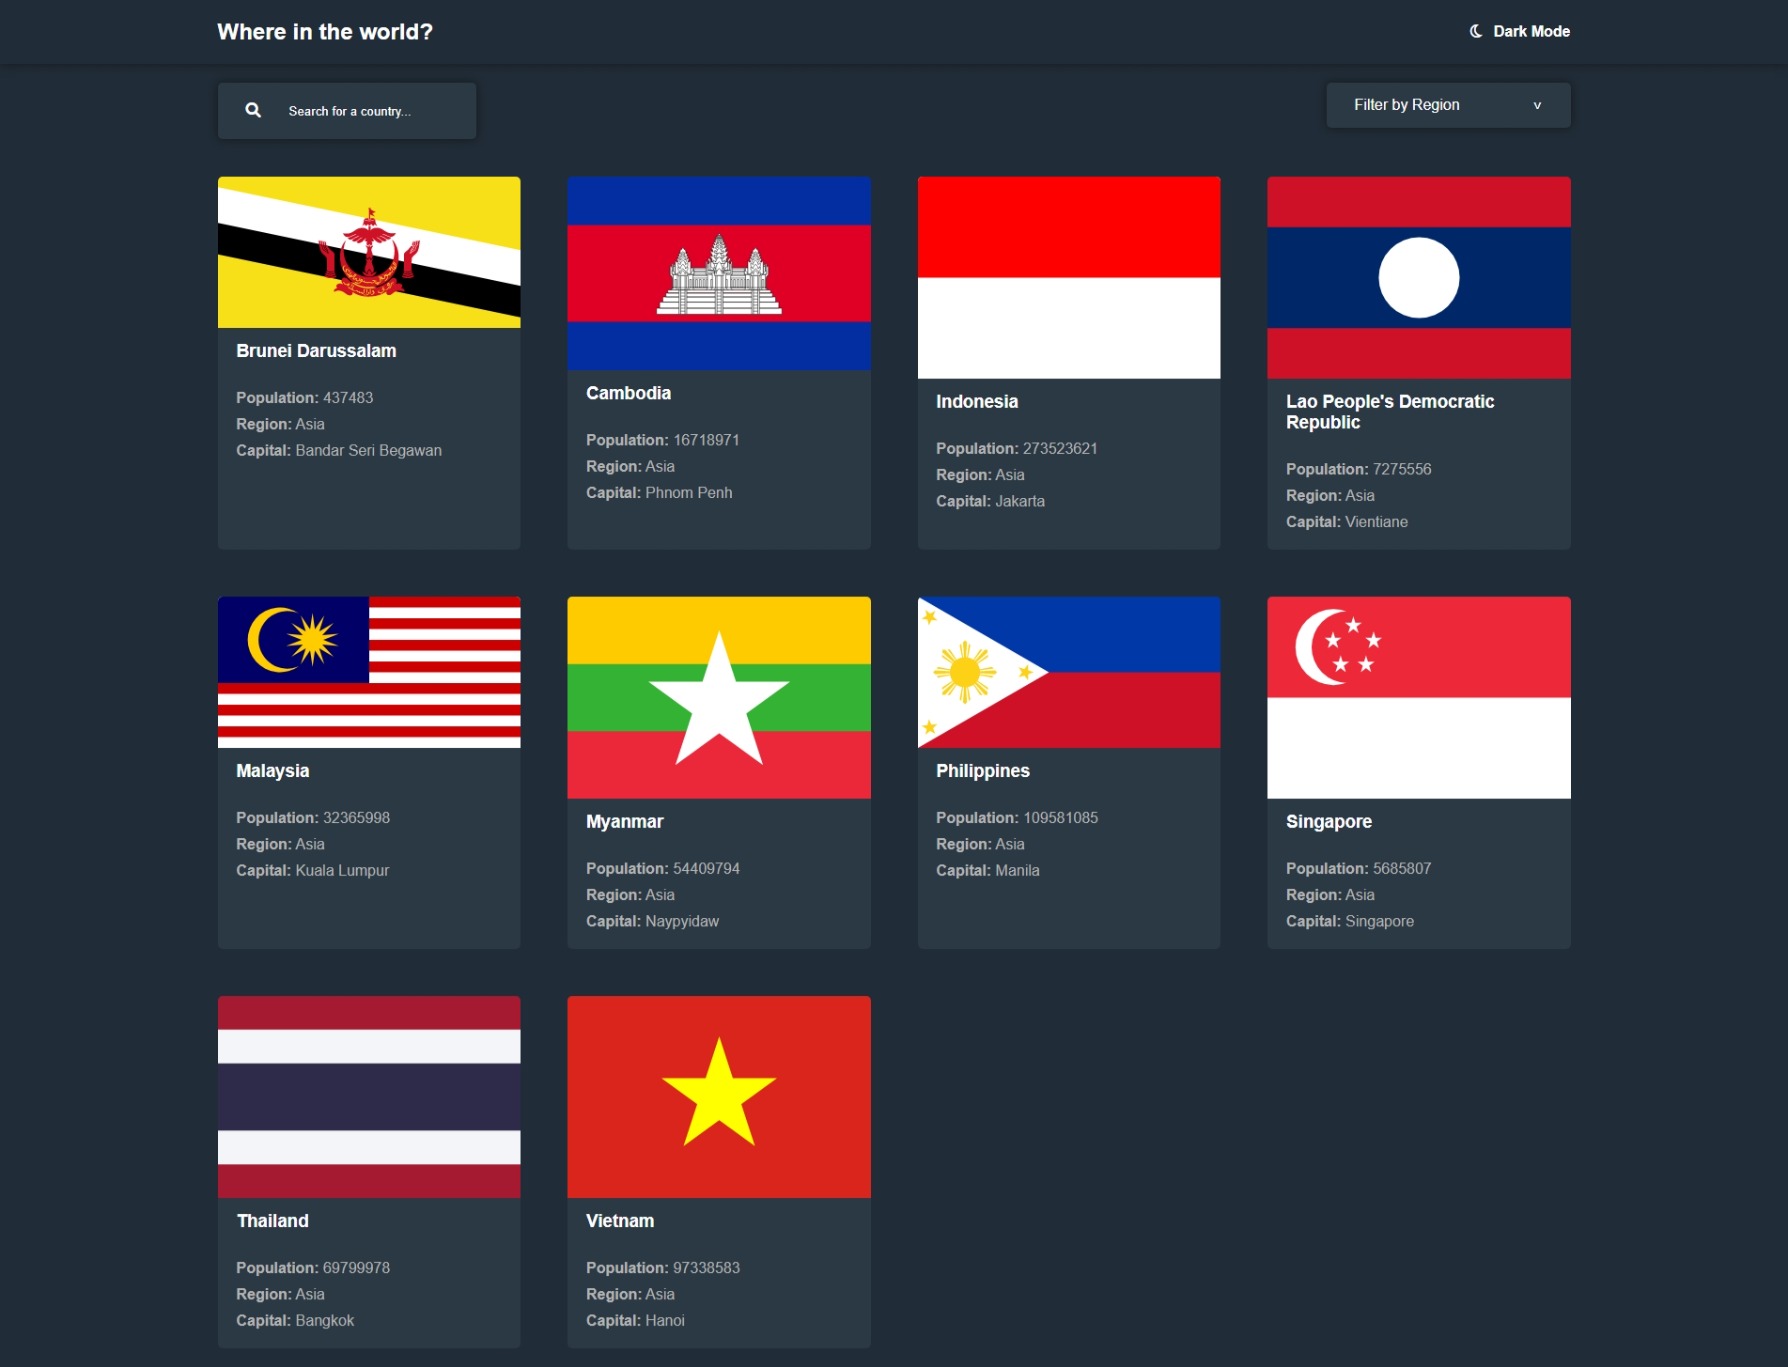 Where in the world?
Dark Mode
Search for a country...
Filter by Region
v
Brunei Darussalam
Population: 437483
Region: Asia
Capital: Bandar Seri Begawan
Cambodia
Population: 16718971
Region: Asia
Capital: Phnom Penh
Indonesia
Population: 273523621
Region: Asia
Capital: Jakarta
Lao People's Democratic
Republic
Population: 7275556
Region: Asia
Capital: Vientiane
Malaysia
Population: 32365998
Region: Asia
Capital: Kuala Lumpur
Myanmar
Population: 54409794
Region: Asia
Capital: Naypyidaw
Philippines
Population: 109581085
Region: Asia
Capital: Manila
Singapore
Population: 5685807
Region: Asia
Capital: Singapore
Thailand
Population: 69799978
Region: Asia
Capital: Bangkok
Vietnam
Population: 97338583
Region: Asia
Capital: Hanoi